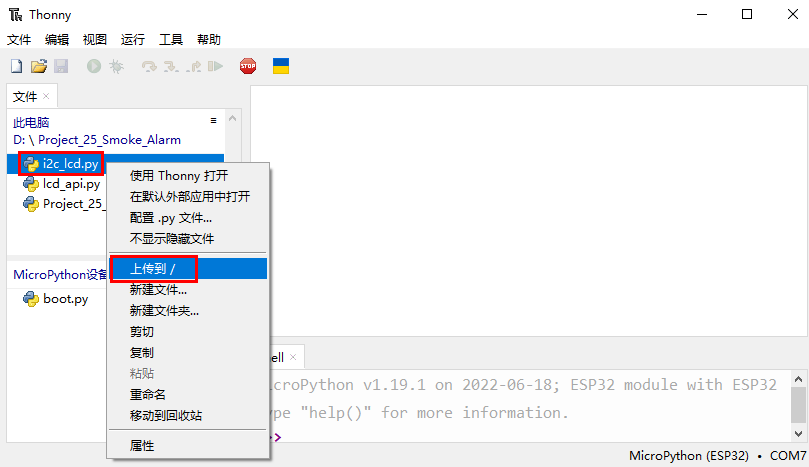 Thonny
文件 编辑 视图 运行 工具 帮助
STOP
文件
此电脑
D: \ Project_25_Smoke_Alarm
i2c_lcd.py
lcd_api.py
Project_25_
MicroPython设备
boot.py
使用 Thonny 打开
在默认外部应用中打开
配置 .py 文件...
不显示隐藏文件
上传到 /
新建文件...
新建文件夹...
剪切
复制
粘贴
重命名
移动到回收站
属性
ell
icroPython v1.19.1 on 2022-06-18; ESP32 module with ESP32
ype "help()" for more information.
>
MicroPython (ESP32) • COM7